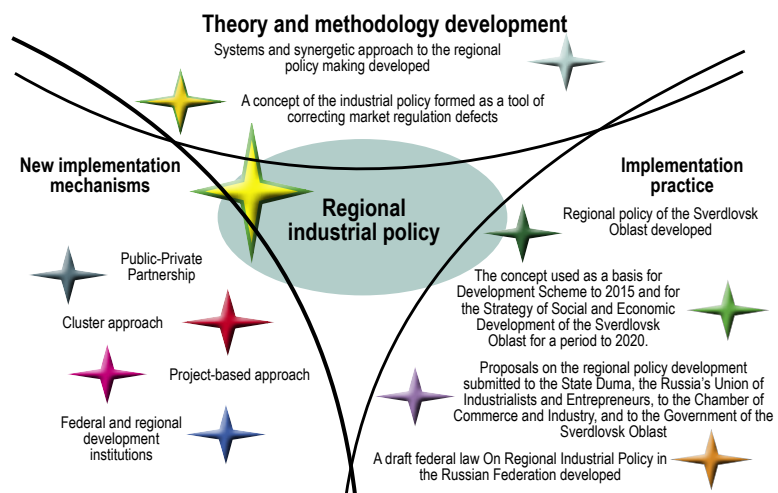 Theory and methodology development
Systems and synergetic approach to the regional
policy making developed
A concept of the industrial policy formed as a tool of
correcting market regulation defects
New implementation
mechanisms
Public-Private
Partnership
Cluster approach
Project-based approach
Federal and regional
development
institutions
Regional
industrial policy
Implementation
practice
Regional policy of the Sverdlovsk
Oblast developed
The concept used as a basis for
Development Scheme to 2015 and for
the Strategy of Social and Economic
Development of the Sverdlovsk
Oblast for a period to 2020.
Proposals on the regional policy development
submitted to the State Duma, the Russia's Union of
Industrialists and Entrepreneurs, to the Chamber of
Commerce and Industry, and to the Government of the
Sverdlovsk Oblast
A draft federal law On Regional Industrial Policy in
the Russian Federation developed